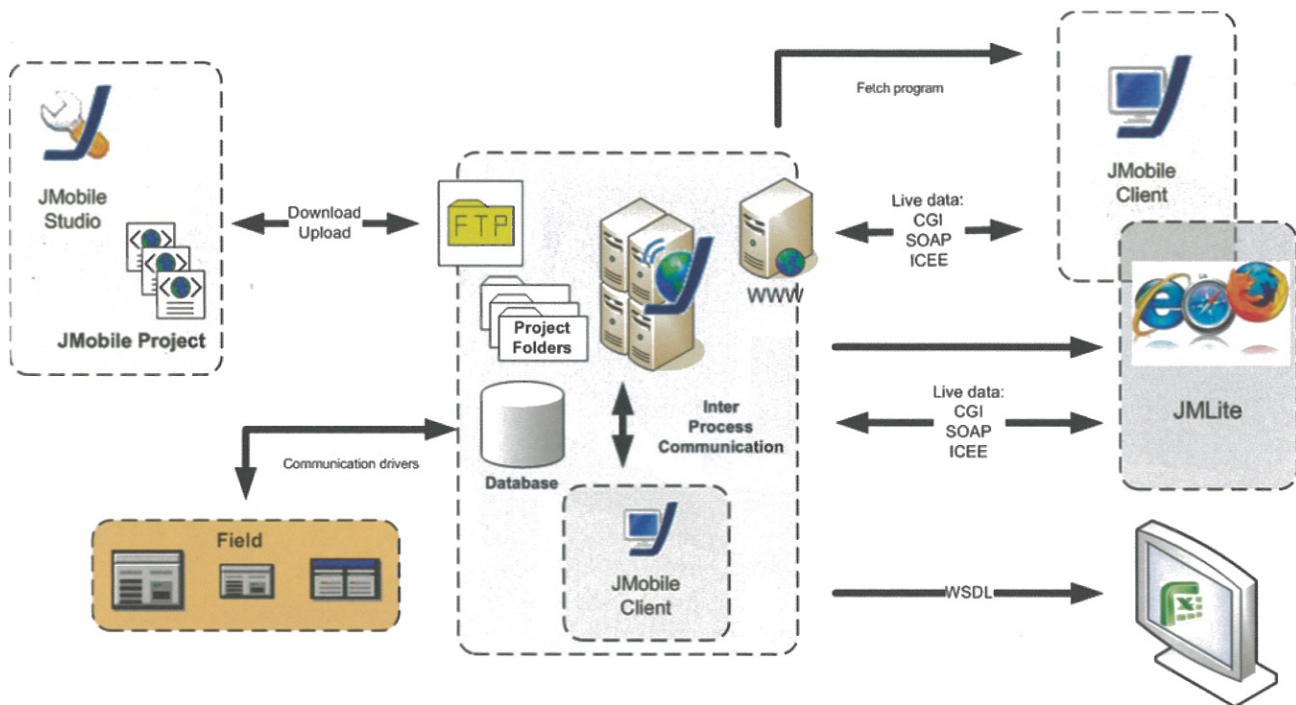 JMobile
Studio
JMobile Project
Download
Upload
FTP
Project
Folders
Database
WWW
Inter
Process
Communication
JMobile
Client
Communication drivers
Field
Fetch program
JMobile
Client
Live data:
CGI
SOAP
ICEE
Live data:
CGI
SOAP
ICEE
JMLite
WSDL